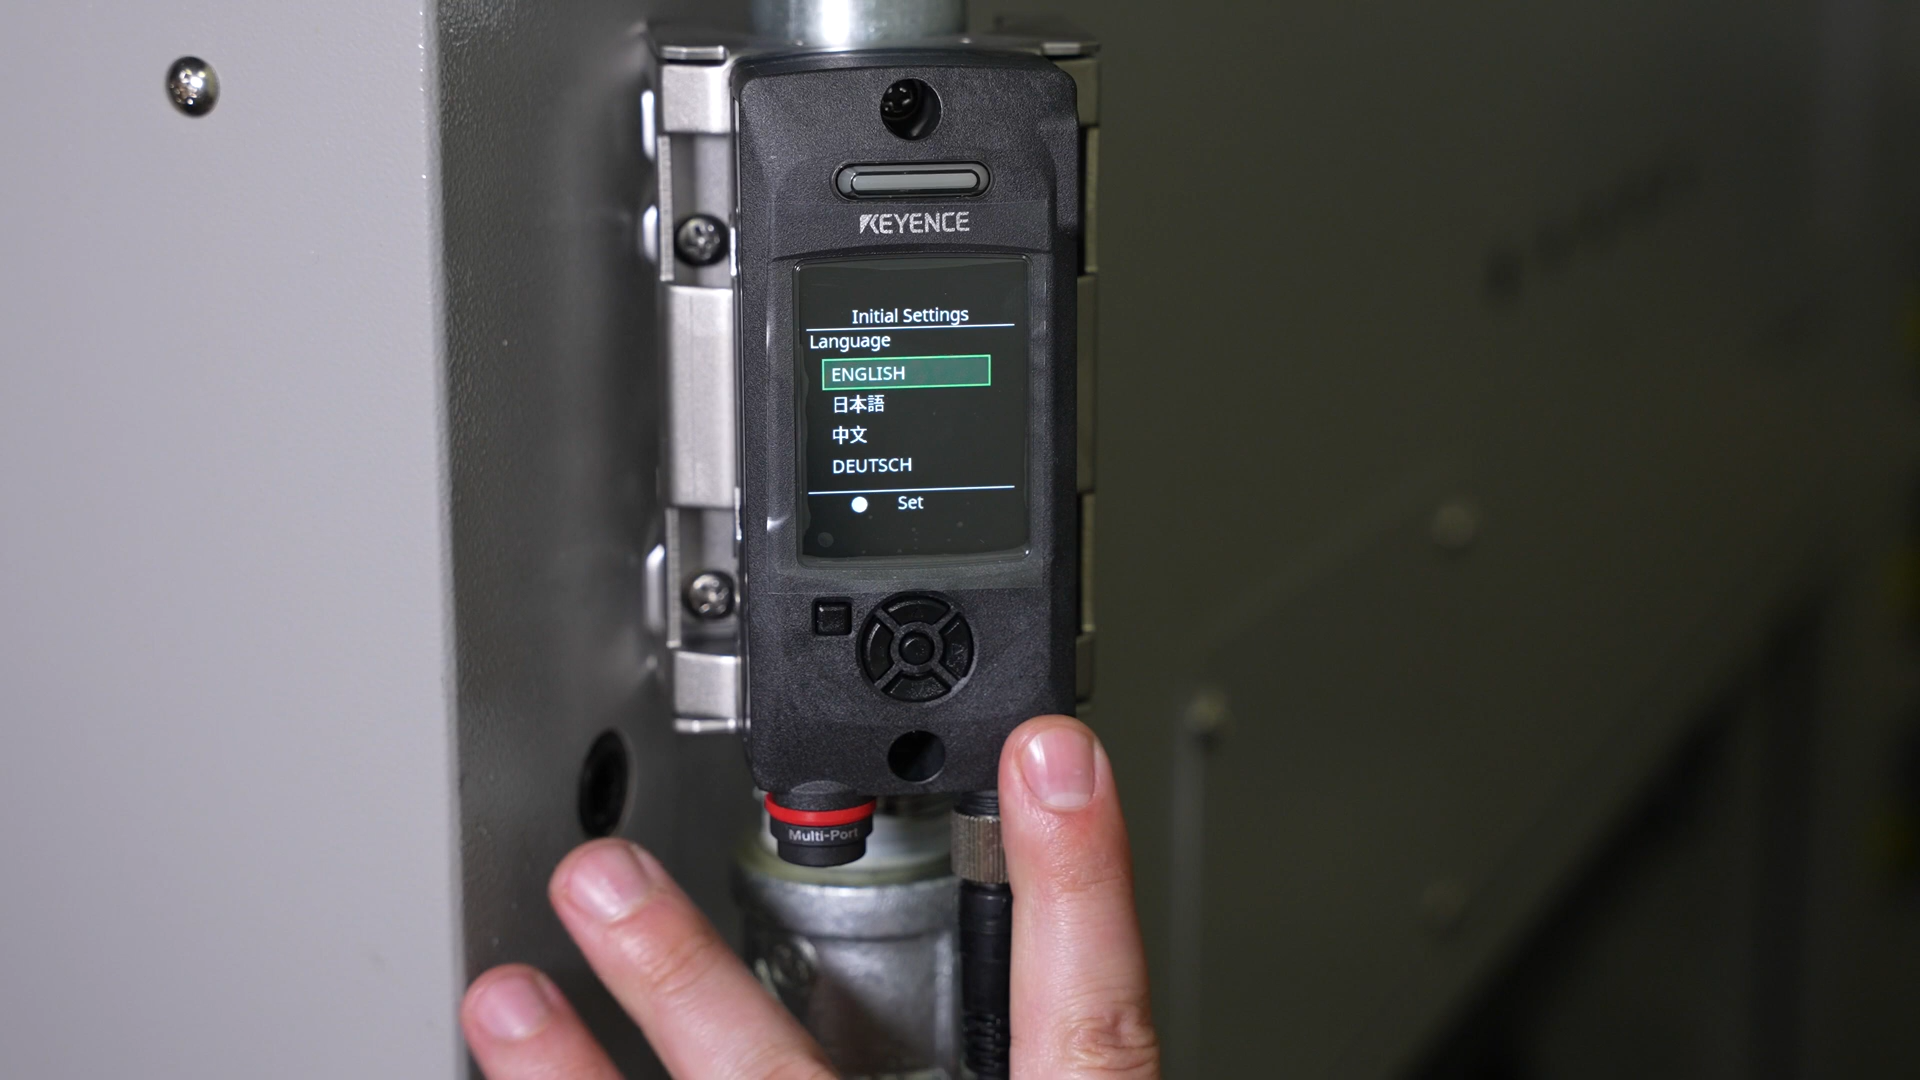 KEYENCE
Initial Settings
Language
ENGLISH
日本語
中文
DEUTSCH
Set
Multi-Port